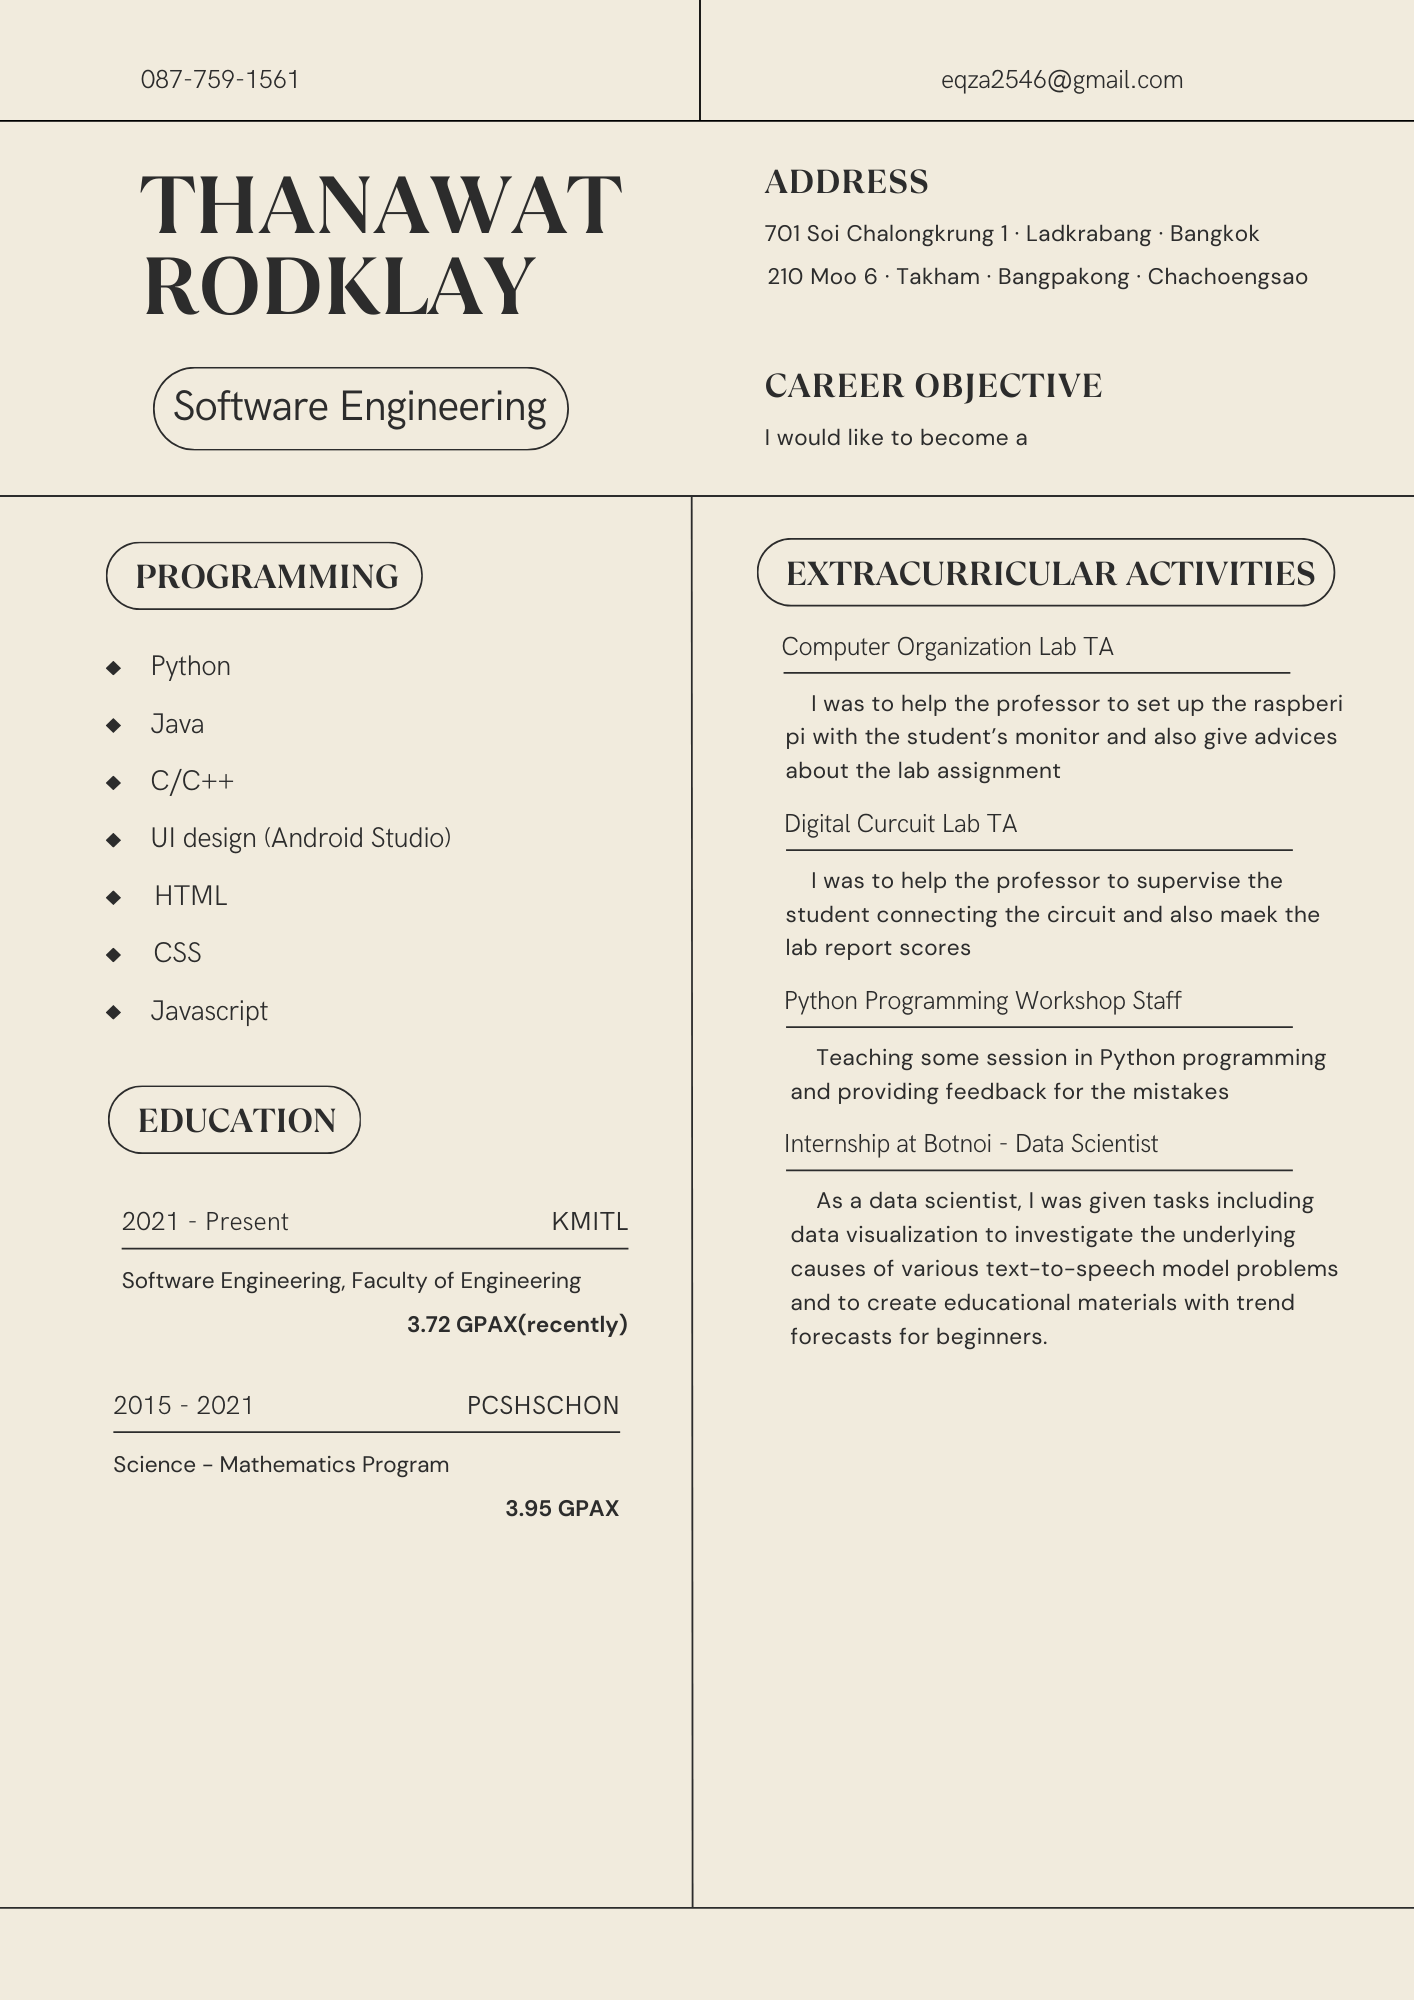 087-759-1561
eqza2546@gmail.com
THANAWAT
RODKLAY
Software Engineering
ADDRESS
701 Soi Chalongkrung 1 · Ladkrabang · Bangkok
210 Moo 6 · Takham · Bangpakong · Chachoengsao
CAREER OBJECTIVE
I would like to become a
PROGRAMMING
◆ Python
◆ Java
◆ C/C++
◆ UI design (Android Studio)
◆ HTML
◆ CSS
◆ Javascript
EDUCATION
2021 - Present KMITL
Software Engineering, Faculty of Engineering
3.72 GPAX(recently)
2015 - 2021 PCSHSCHON
Science - Mathematics Program
3.95 GPAX
EXTRACURRICULAR ACTIVITIES
Computer Organization Lab TA
I was to help the professor to set up the raspberi
pi with the student’s monitor and also give advices
about the lab assignment
Digital Curcuit Lab TA
I was to help the professor to supervise the
student connecting the circuit and also maek the
lab report scores
Python Programming Workshop Staff
Teaching some session in Python programming
and providing feedback for the mistakes
Internship at Botnoi - Data Scientist
As a data scientist, I was given tasks including
data visualization to investigate the underlying
causes of various text-to-speech model problems
and to create educational materials with trend
forecasts for beginners.